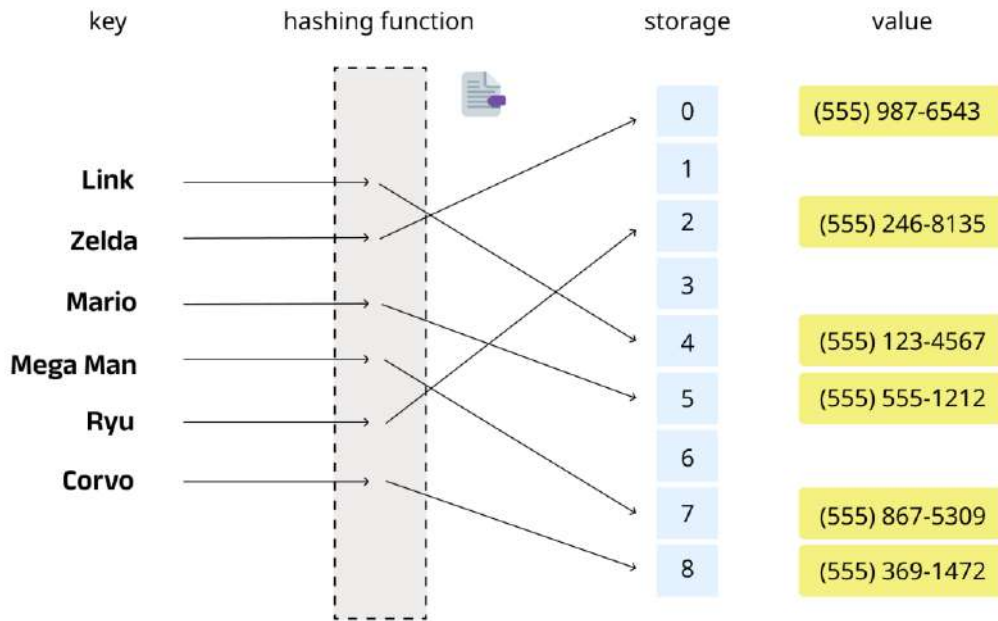 key hashing function storage value
0 (555) 987-6543
1
Link
2 (555) 246-8135
Zelda
3
Mario
4 (555) 123-4567
Mega Man
5 (555) 555-1212
Ryu
6
Corvo
7 (555) 867-5309
8 (555) 369-1472